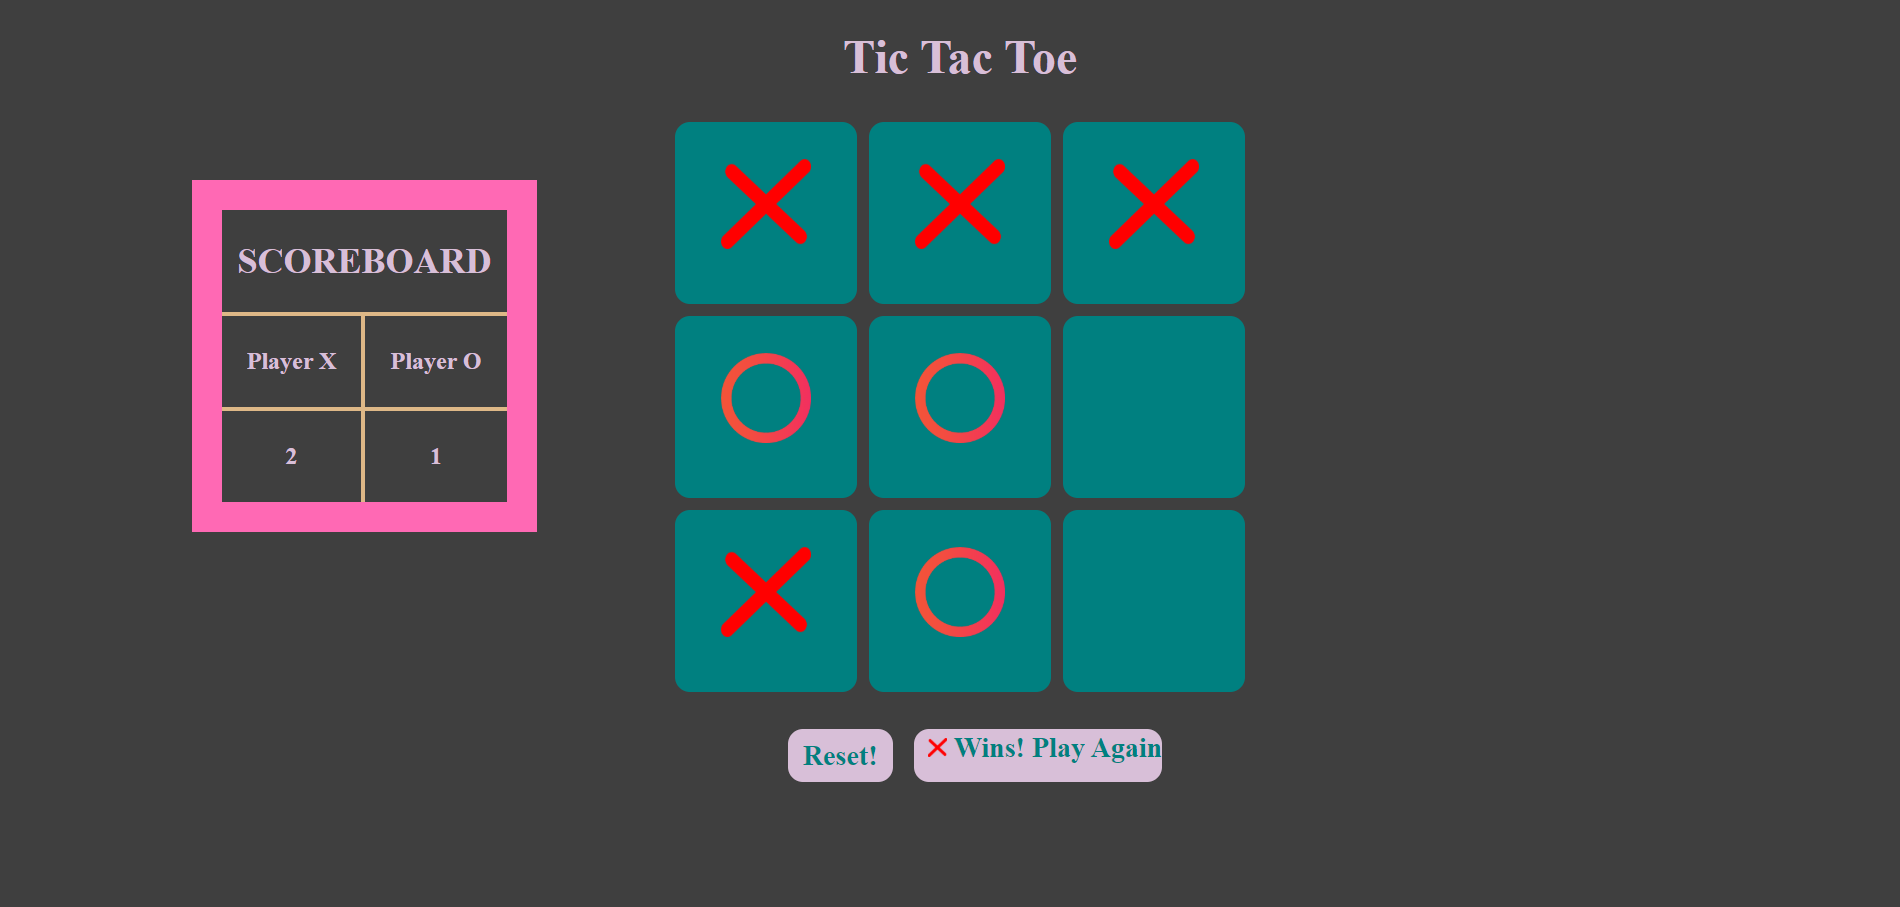 Tic Tac Toe
SCOREBOARD
Player X Player O
2 1
Reset!
Wins! Play Again